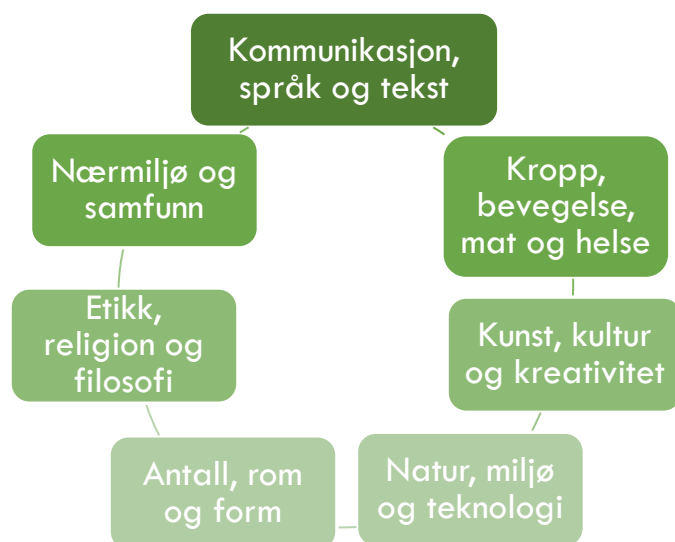 Kommunikasjon,
språk og tekst
Kropp,
bevegelse,
mat og helse
Kunst, kultur
og kreativitet
Natur, miljø
og teknologi
Antall, rom
og form
Etikk,
religion og
filosofi
Nærmiljø og
samfunn